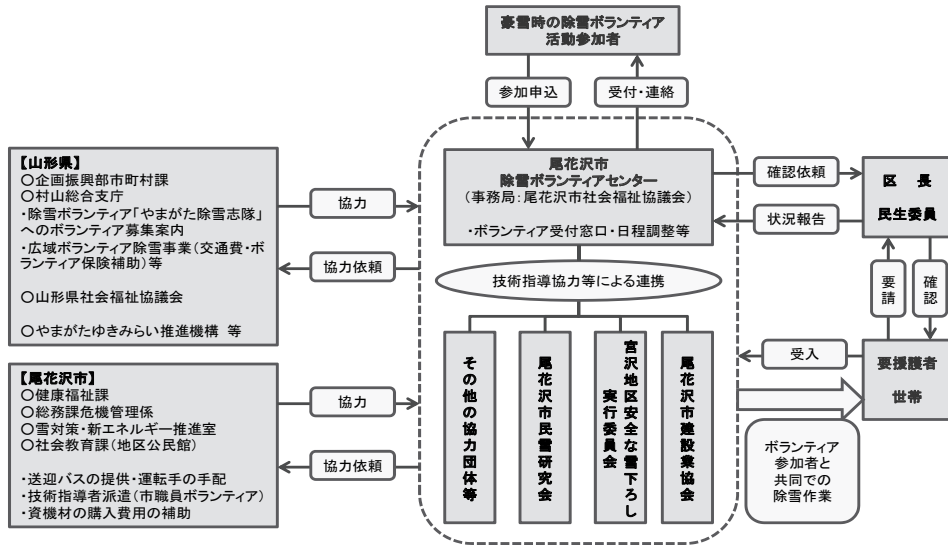 豪雪時の除雪ボランティア
活動参加者
参加申込
受付・連絡
【山形県】
○企画振興部市町村課
○村山総合支庁
・除雪ボランティア「やまがた除雪志隊」
へのボランティア募集案内
・広域ボランティア除雪事業(交通費・ボ
ランティア保険補助)等
○山形県社会福祉協議会
○やまがたゆきみらい推進機構 等
協力
協力依頼
尾花沢市
除雪ボランティアセンター
(事務局:尾花沢市社会福祉協議会)
・ボランティア受付窓口・日程調整等
確認依頼
状況報告
区 長
民生委員
技術指導協力等による連携
要請
確認
【尾花沢市】
○健康福祉課
○総務課危機管理係
○雪対策・新エネルギー推進室
○社会教育課(地区公民館)
・送迎バスの提供・運転手の手配
・技術指導者派遣(市職員ボランティア)
・資機材の購入費用の補助
協力
協力依頼
その他の協力団体等
尾花沢市民雪研究会
宮沢地区安全な雪下ろし
実行委員会
尾花沢市建設業協会
受入
要援護者
世帯
ボランティア
参加者と
共同での
除雪作業